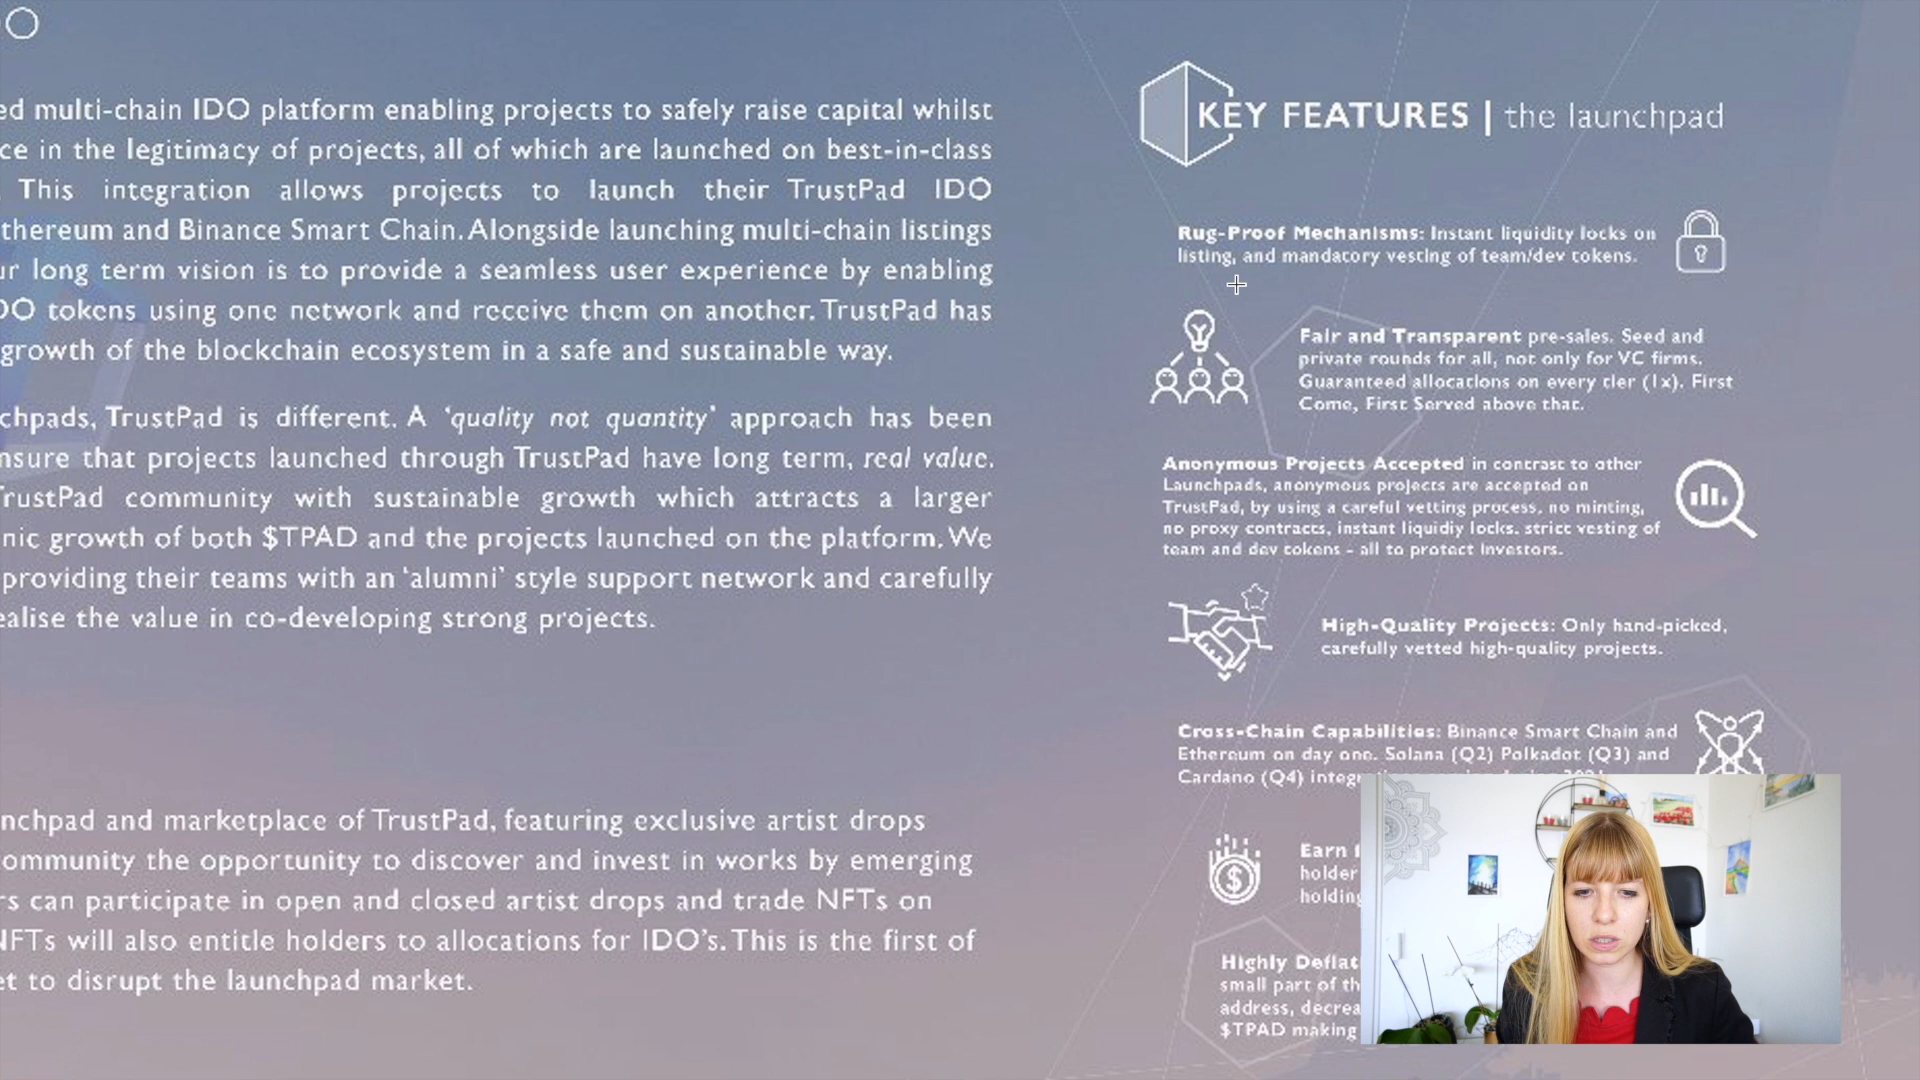 ed multi-chain IDO platform enabling projects to safely raise capital whilst
ce in the legitimacy of projects, all of which are launched on best-in-class
. This integration allows projects to launch their TrustPad IDO
thereum and Binance Smart Chain. Alongside launching multi-chain listings
ur long term vision is to provide a seamless user experience by enabling
DO tokens using one network and receive them on another. TrustPad has
growth of the blockchain ecosystem in a safe and sustainable way.
chpads, TrustPad is different. A ‘quality not quantity’ approach has been
nsure that projects launched through TrustPad have long term, real value.
TrustPad community with sustainable growth which attracts a larger
nic growth of both $TPAD and the projects launched on the platform. We
providing their teams with an ‘alumni’ style support network and carefully
ealise the value in co-developing strong projects.
nchpad and marketplace of TrustPad, featuring exclusive artist drops
ommunity the opportunity to discover and invest in works by emerging
rs can participate in open and closed artist drops and trade NFTs on
NFTs will also entitle holders to allocations for IDO’s. This is the first of
et to disrupt the launchpad market.
KEY FEATURES | the launchpad
Rug-Proof Mechanisms: Instant liquidity locks on
listing, and mandatory vesting of team/dev tokens.
Fair and Transparent pre-sales. Seed and
private rounds for all, not only for VC firms.
Guaranteed allocations on every tier (1x). First
Come, First Served above that.
Anonymous Projects Accepted in contrast to other
Launchpads, anonymous projects are accepted on
TrustPad, by using a careful vetting process, no minting,
no proxy contracts, instant liquidiy locks. strict vesting of
team and dev tokens - all to protect investors.
High-Quality Projects: Only hand-picked,
carefully vetted high-quality projects.
Cross-Chain Capabilities: Binance Smart Chain and
Ethereum on day one. Solana (Q2) Polkadot (Q3) and
Cardano (Q4) integ
Earn
holder
holding
Highly Deflat
small part of th
address, decrea
$TPAD making